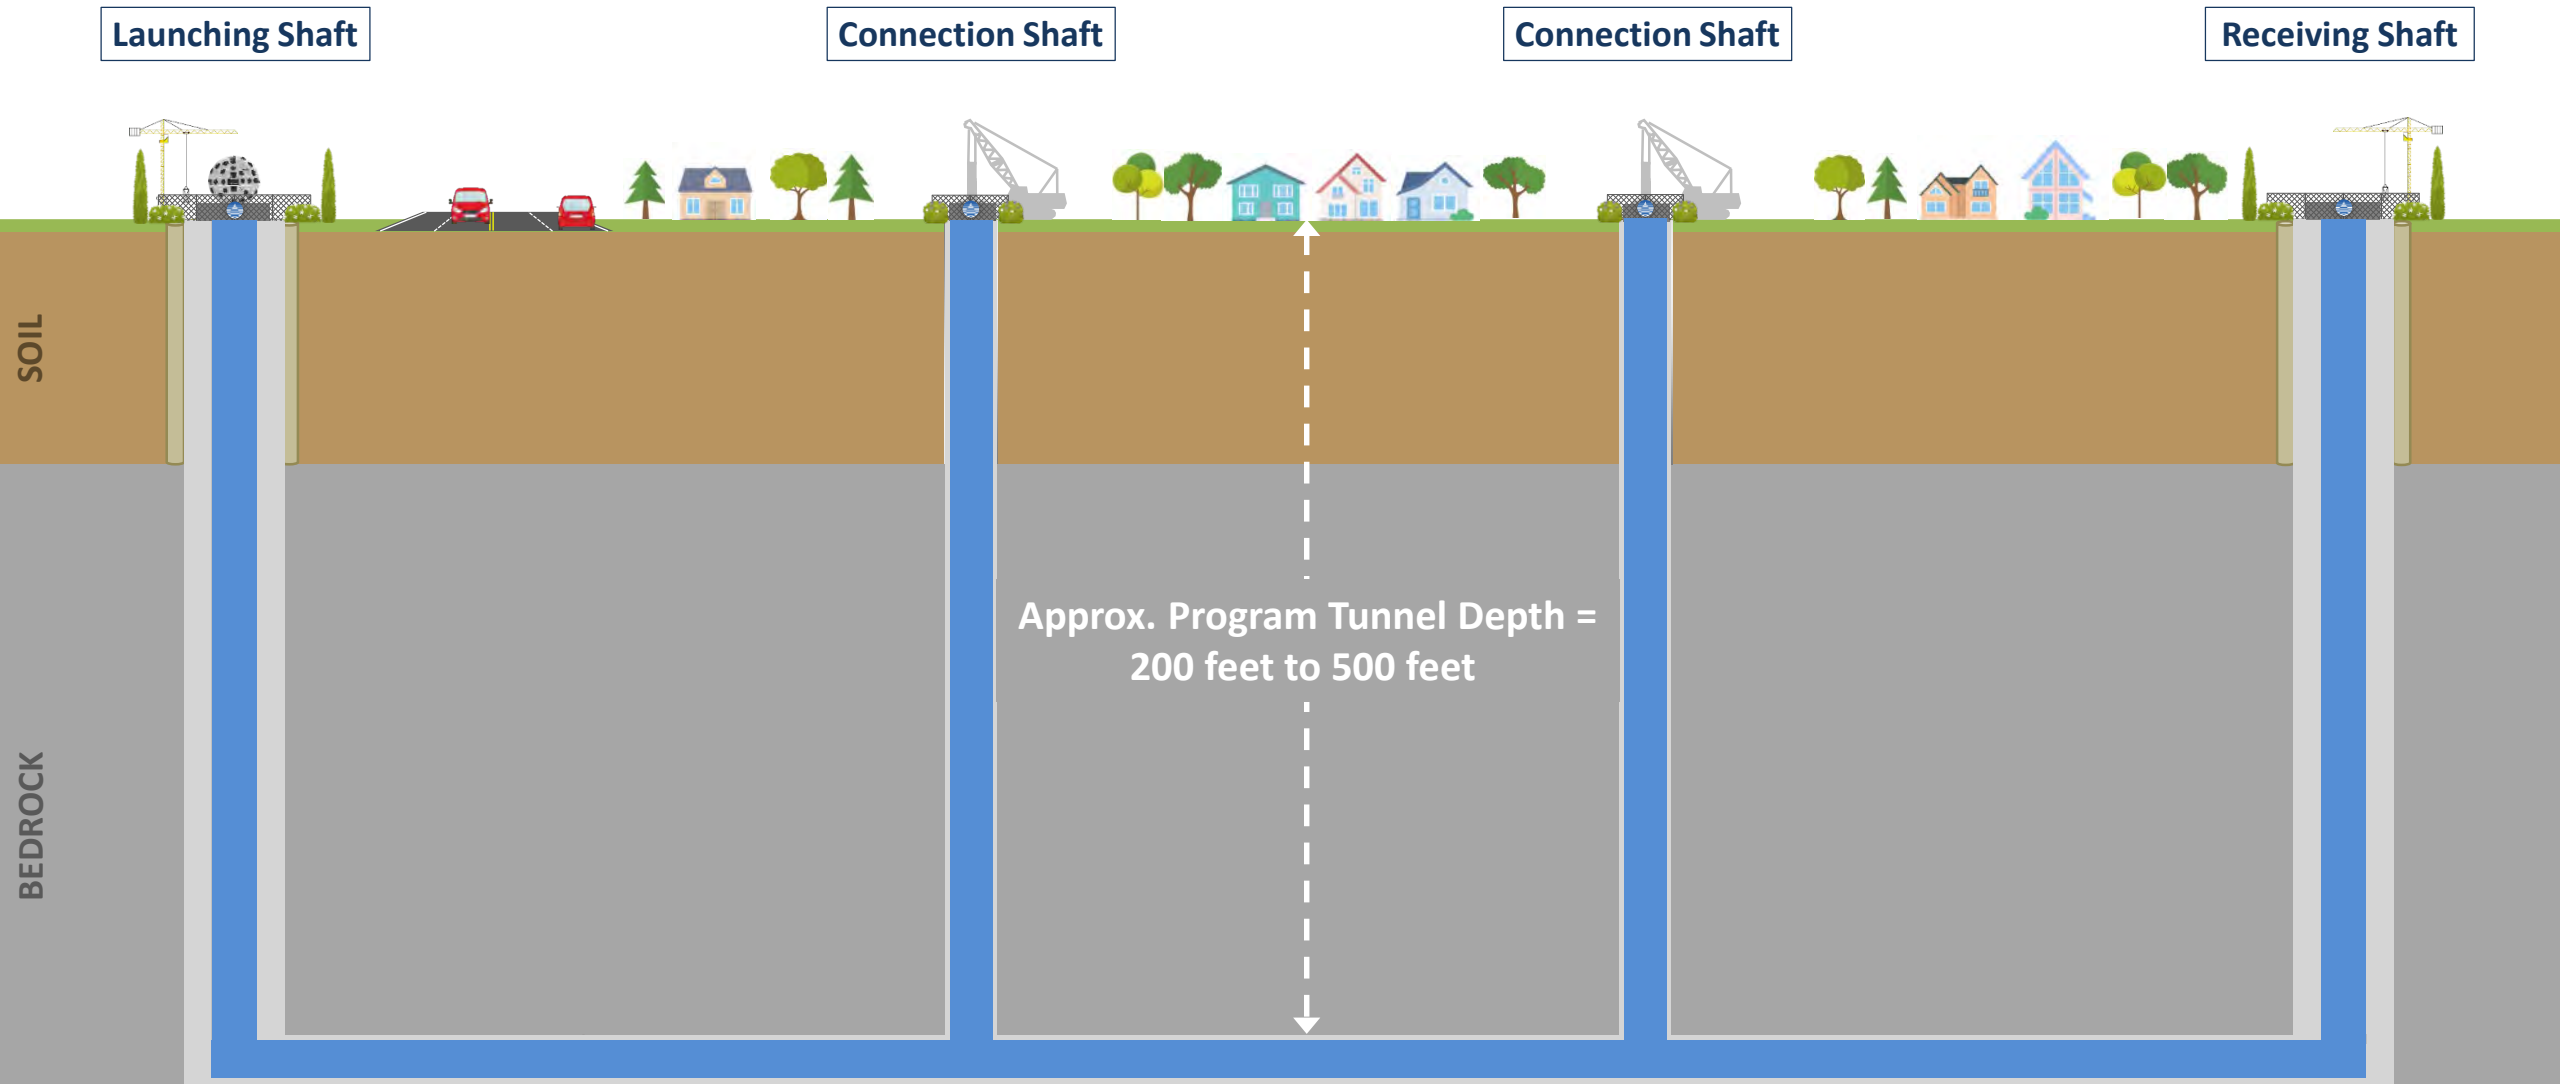 Launching Shaft
Connection Shaft
Connection Shaft
Receiving Shaft
SOIL
Approx. Program Tunnel Depth =
200 feet to 500 feet
BEDROCK